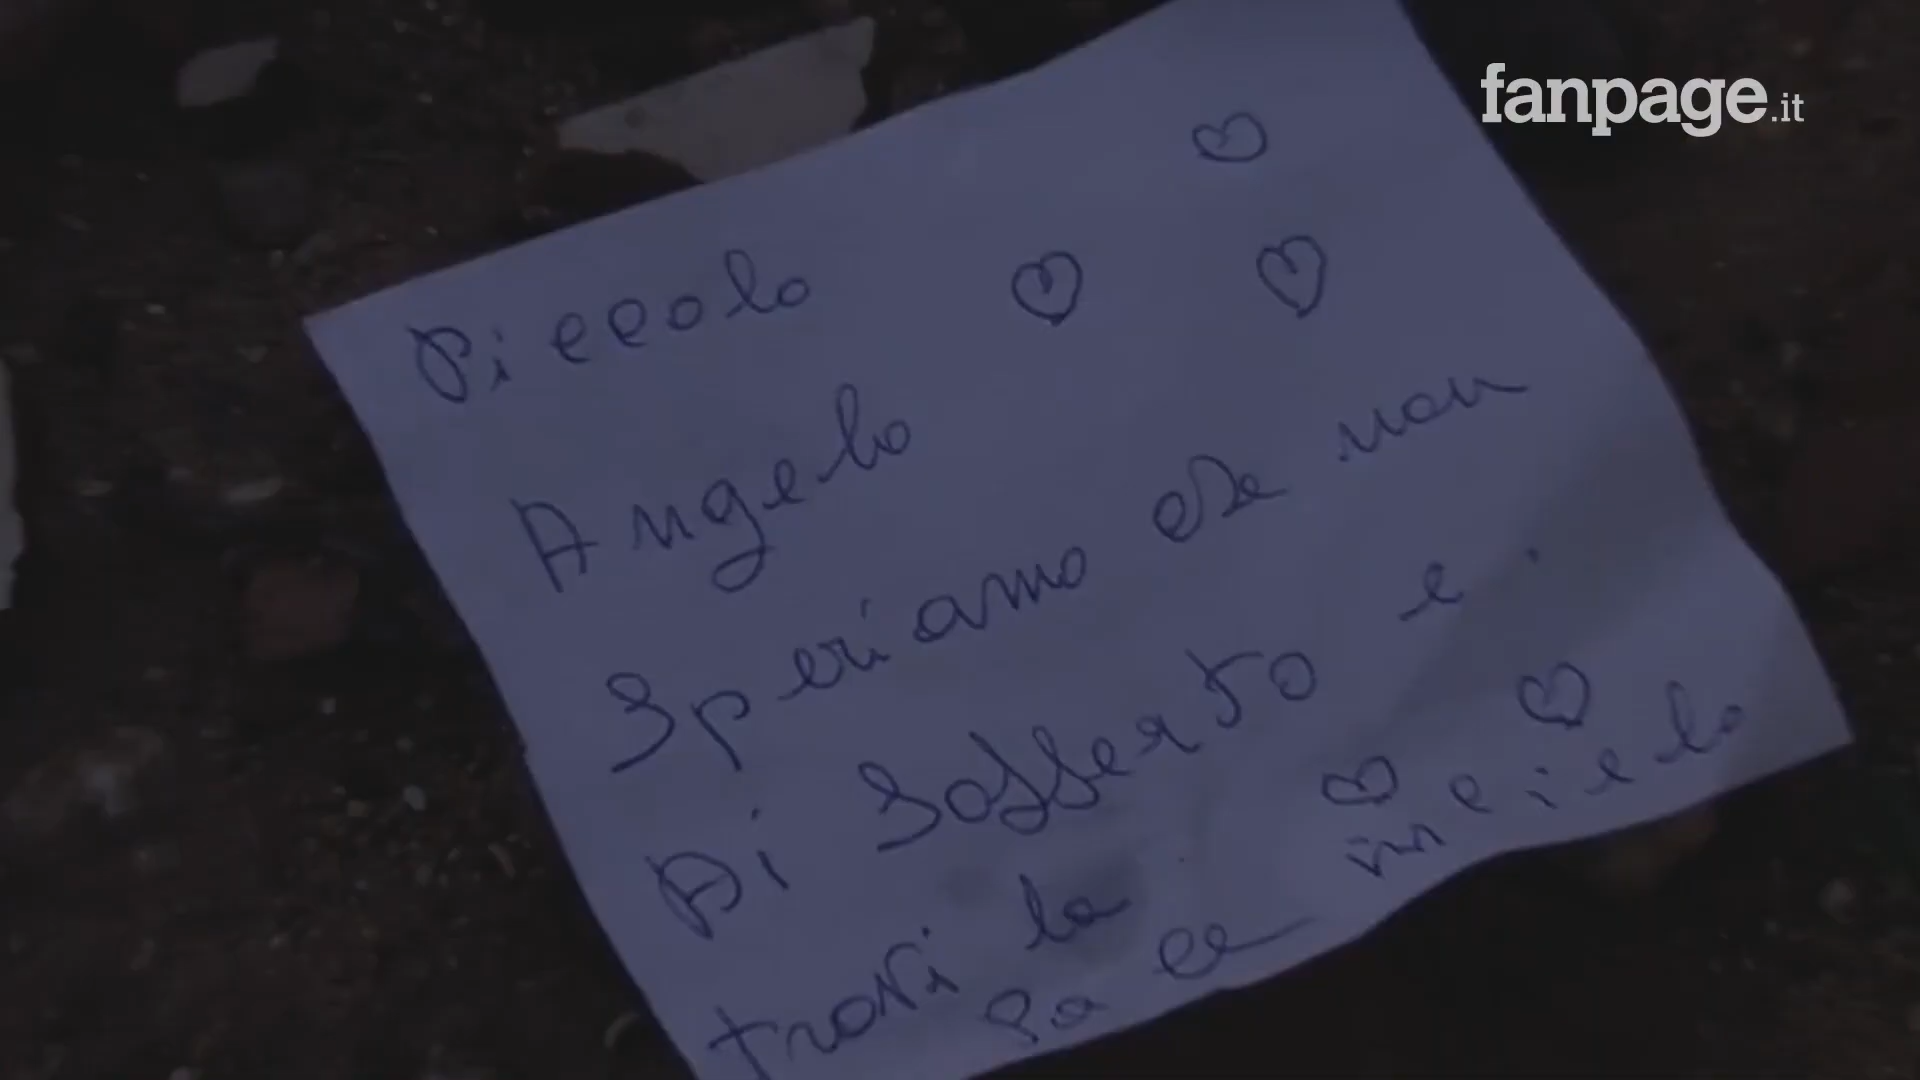 fanpage.it
Piccolo
Angelo
Speriamo che non
Ai Sofferto e
trovi la
Pace in cielo